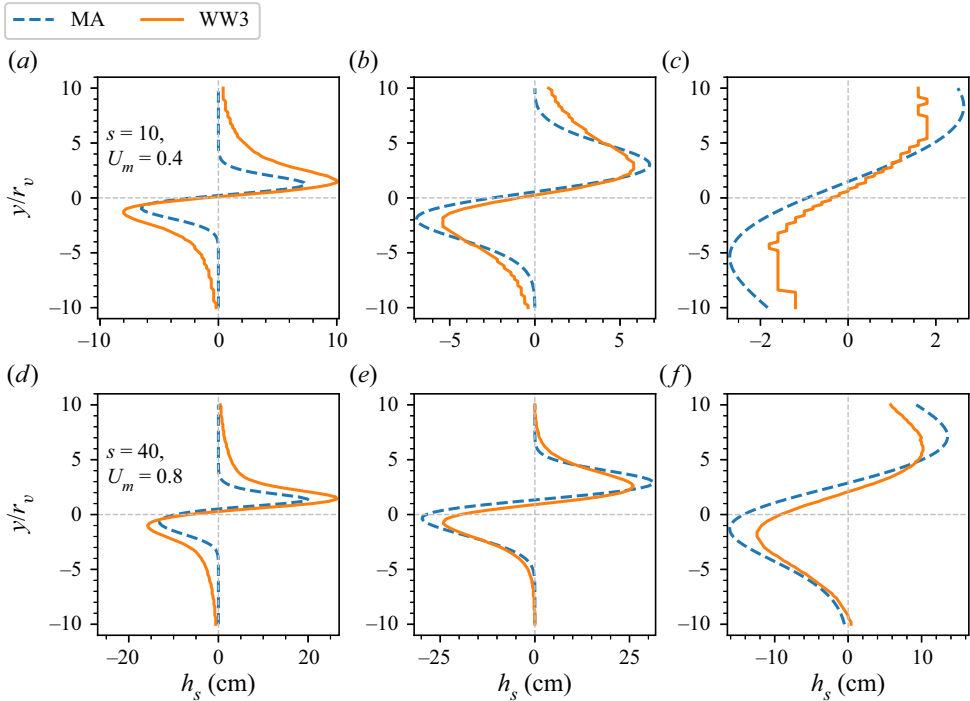 MA WW3
(a) (b) (c)
10 10 10
s = 10,
U_m = 0.4
5 5 5
y/r_v
0 0 0
–5 –5 –5
–10 –10 –10
–10 0 10 –5 0 5 –2 0 2
(d) (e) (f)
10 10 10
s = 40,
U_m = 0.8
5 5 5
y/r_v
0 0 0
–5 –5 –5
–10 –10 –10
–20 0 20 –25 0 25 –10 0 10
h_s (cm) h_s (cm) h_s (cm)